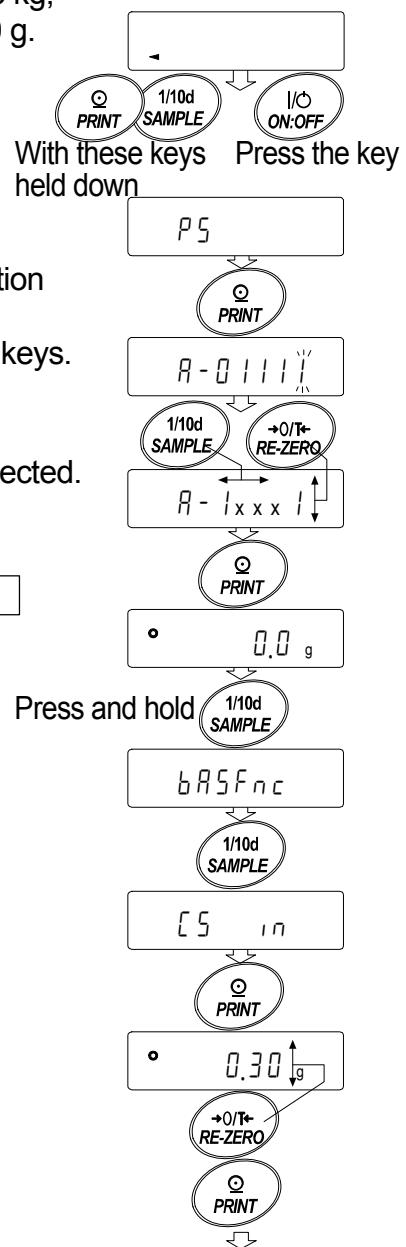 kg,
g.
PRINT
1/10d
SAMPLE
ON:OFF
With these keys
held down
Press the key
PS
PRINT
keys.
A-01111
1/10d
SAMPLE
→0/T←
RE-ZERO
ected.
A-1xxx1
PRINT
0.0 g
Press and hold
1/10d
SAMPLE
bASFnc
1/10d
SAMPLE
CS in
PRINT
0.30 g
→0/T←
RE-ZERO
PRINT